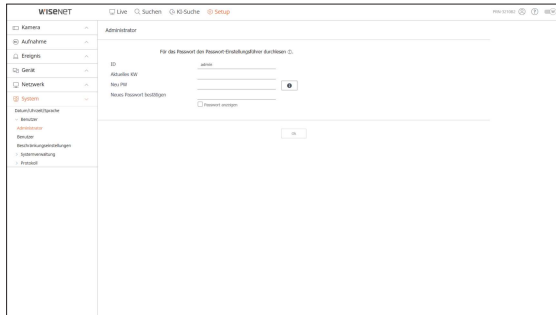 WISENET
Live Suchen KI-Suche Setup
Kamera
Aufnahme
Ereignis
Gerät
Netzwerk
System
Datum/Uhrzeit/Sprache
Benutzer
Administrator
Benutzer
Beschränkungseinstellungen
Systemverwaltung
Protokoll
Administrator
Für das Passwort den Passwort-Einstellungsführer durchlesen
ID admin
Aktuelles KW
Neu PW
Neues Passwort bestätigen
Passwort anzeigen
OK